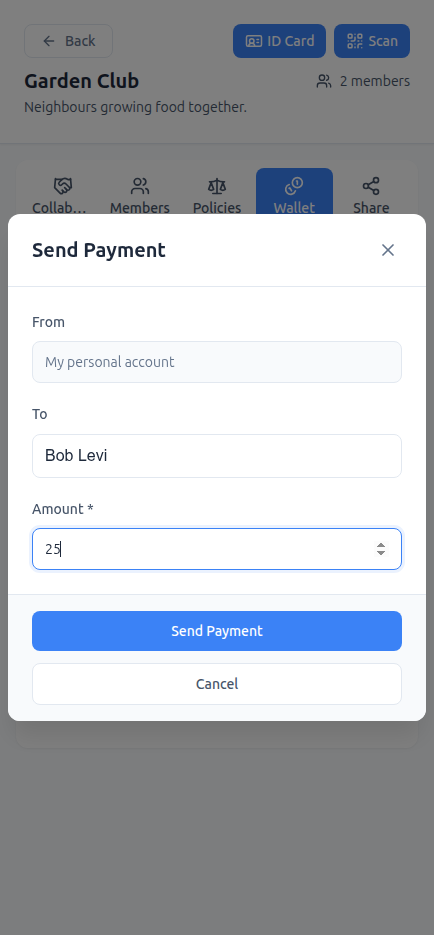 Back
ID Card
Scan
Garden Club
2 members
Neighbours growing food together.
Collab...
Members
Policies
Wallet
Share
Send Payment
From
My personal account
To
Bob Levi
Amount *
25
Send Payment
Cancel